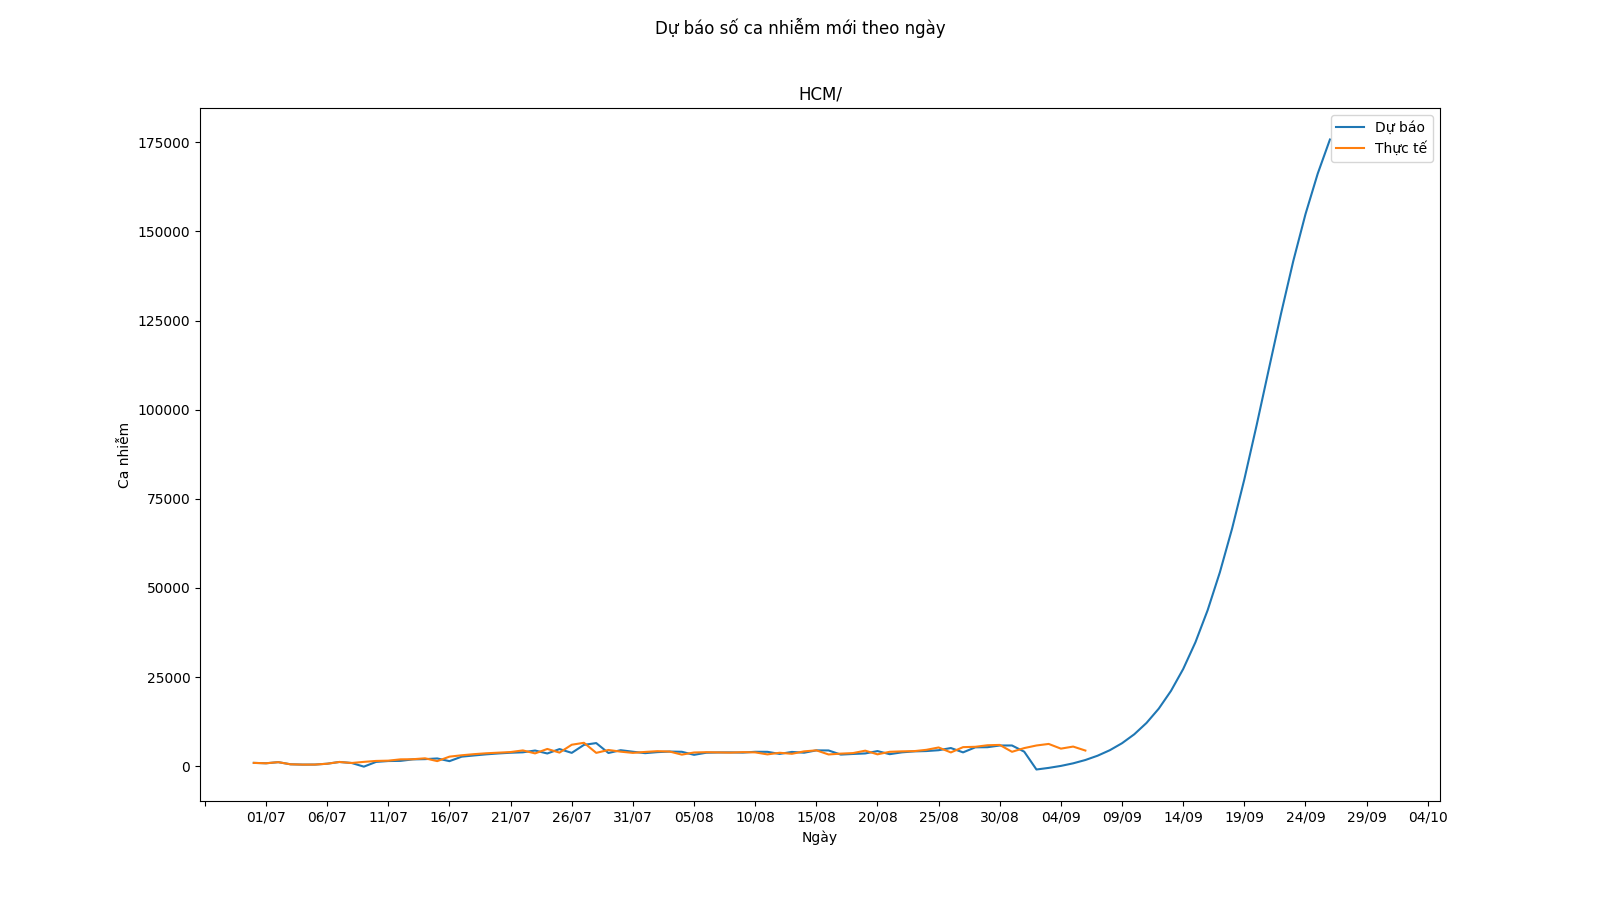 Dự báo số ca nhiễm mới theo ngày
HCM/
Dự báo
Thực tế
175000
150000
125000
100000
75000
50000
25000
0
Ca nhiễm
01/07 06/07 11/07 16/07 21/07 26/07 31/07 05/08 10/08 15/08 20/08 25/08 30/08 04/09 09/09 14/09 19/09 24/09 29/09 04/10
Ngày